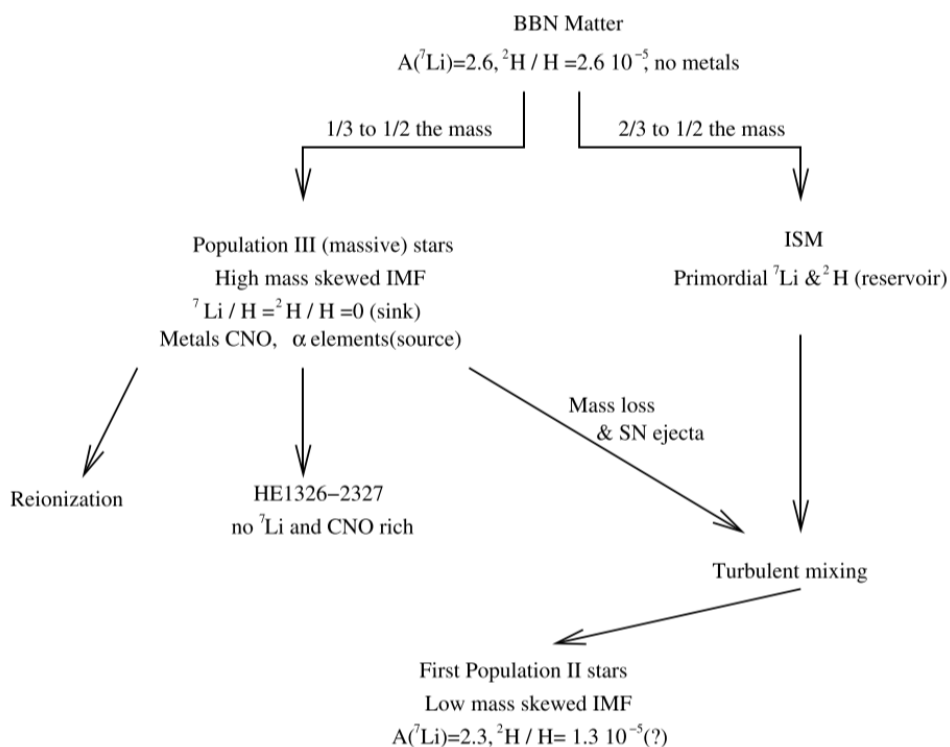 BBN Matter
A(⁷Li)=2.6, ²H / H =2.6 10⁻⁵, no metals
1/3 to 1/2 the mass
2/3 to 1/2 the mass
Population III (massive) stars
High mass skewed IMF
⁷Li / H =²H / H =0 (sink)
Metals CNO, α elements(source)
ISM
Primordial ⁷Li &²H (reservoir)
Mass loss
& SN ejecta
Reionization
HE1326−2327
no ⁷Li and CNO rich
Turbulent mixing
First Population II stars
Low mass skewed IMF
A(⁷Li)=2.3, ²H / H= 1.3 10⁻⁵(?)